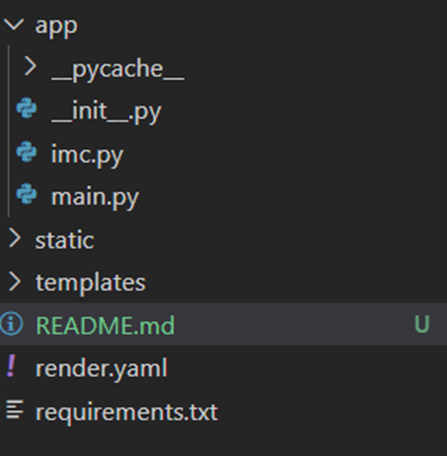 app
__pycache__
__init__.py
imc.py
main.py
static
templates
README.md U
render.yaml
requirements.txt